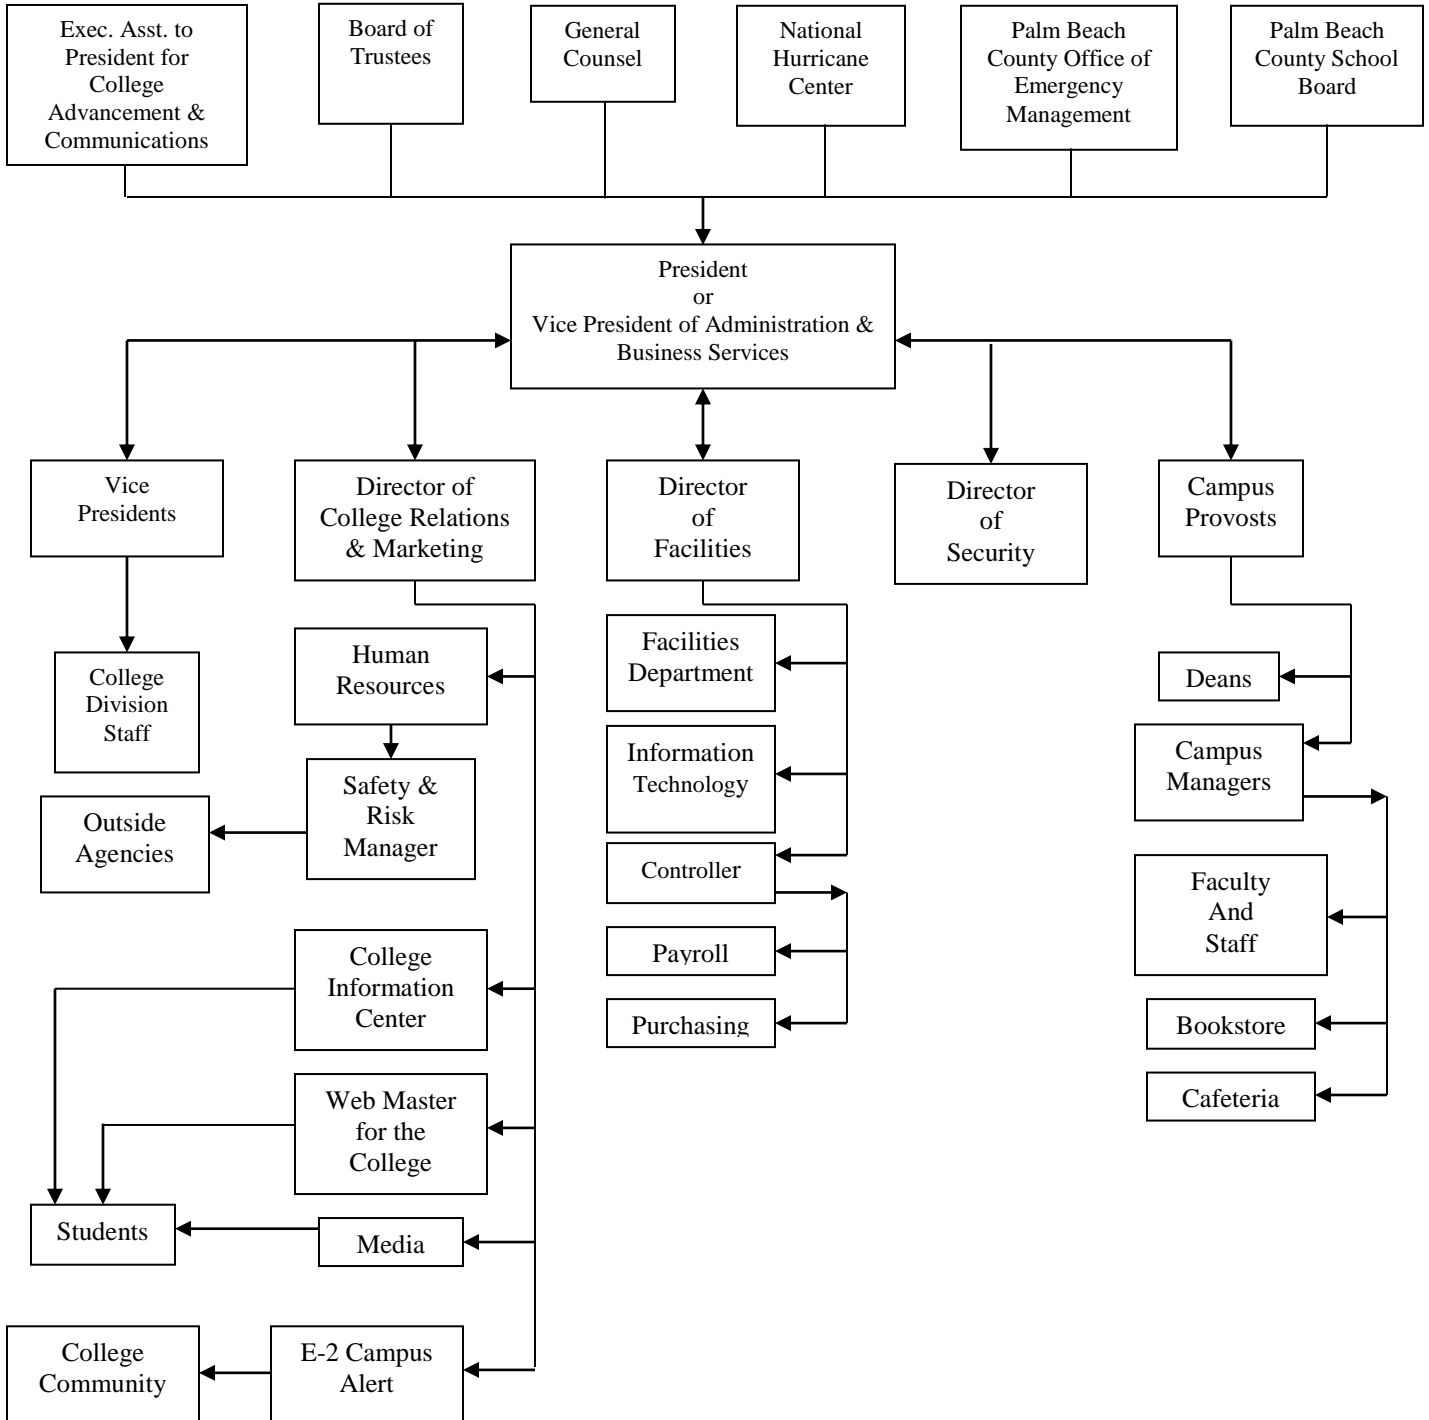 Exec. Asst. to
President for
College
Advancement &
Communications
Board of
Trustees
General
Counsel
National
Hurricane
Center
Palm Beach
County Office of
Emergency
Management
Palm Beach
County School
Board
President
or
Vice President of Administration &
Business Services
Vice
Presidents
Director of
College Relations
& Marketing
Director
of
Facilities
Director
of
Security
Campus
Provosts
College
Division
Staff
Human
Resources
Facilities
Department
Deans
Information
Technology
Campus
Managers
Safety &
Risk
Manager
Outside
Agencies
Controller
Faculty
And
Staff
College
Information
Center
Payroll
Purchasing
Bookstore
Cafeteria
Web Master
for the
College
Students
Media
College
Community
E-2 Campus
Alert